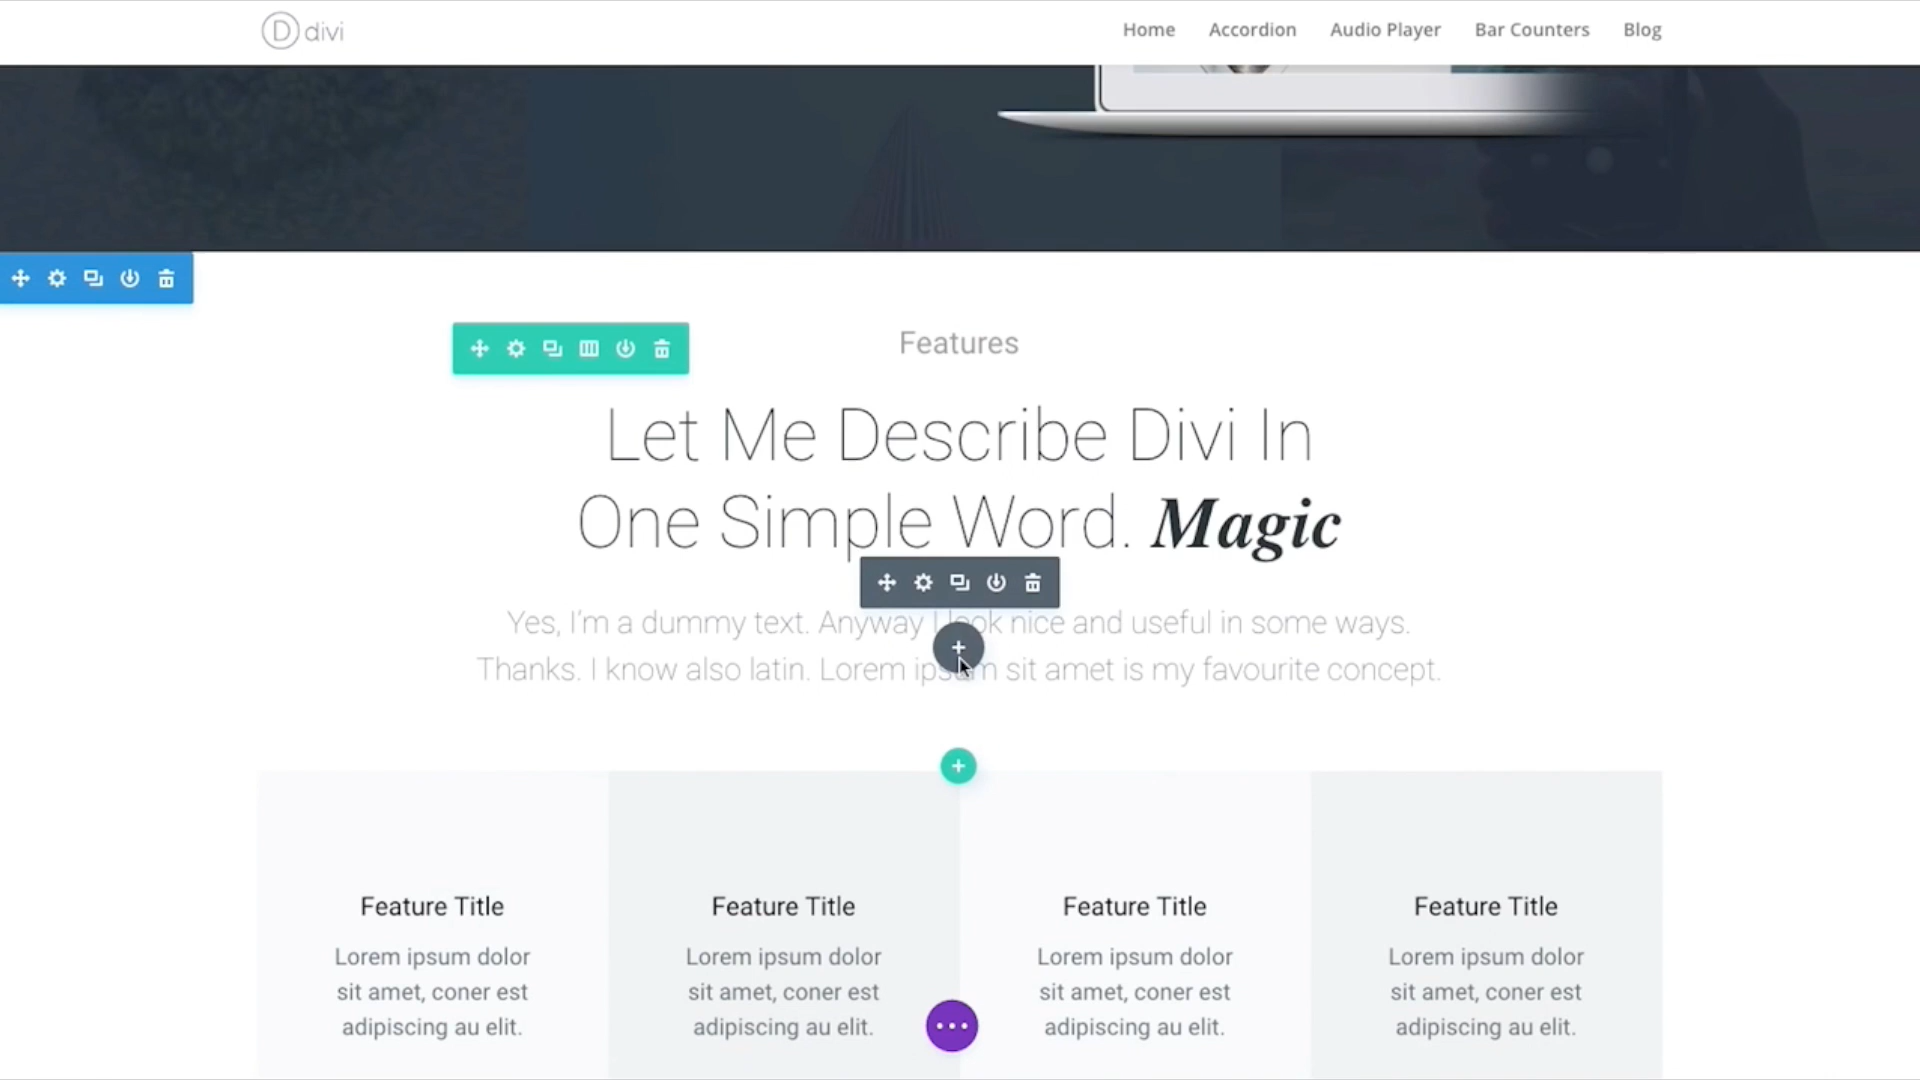 D divi
Home Accordion Audio Player Bar Counters Blog
Features
Let Me Describe Divi In
One Simple Word. Magic
Yes, I'm a dummy text. Anyway I look nice and useful in some ways.
Thanks. I know also latin. Lorem ipsum sit amet is my favourite concept.
Feature Title
Lorem ipsum dolor
sit amet, coner est
adipiscing au elit.
Feature Title
Lorem ipsum dolor
sit amet, coner est
adipiscing au elit.
Feature Title
Lorem ipsum dolor
sit amet, coner est
adipiscing au elit.
Feature Title
Lorem ipsum dolor
sit amet, coner est
adipiscing au elit.